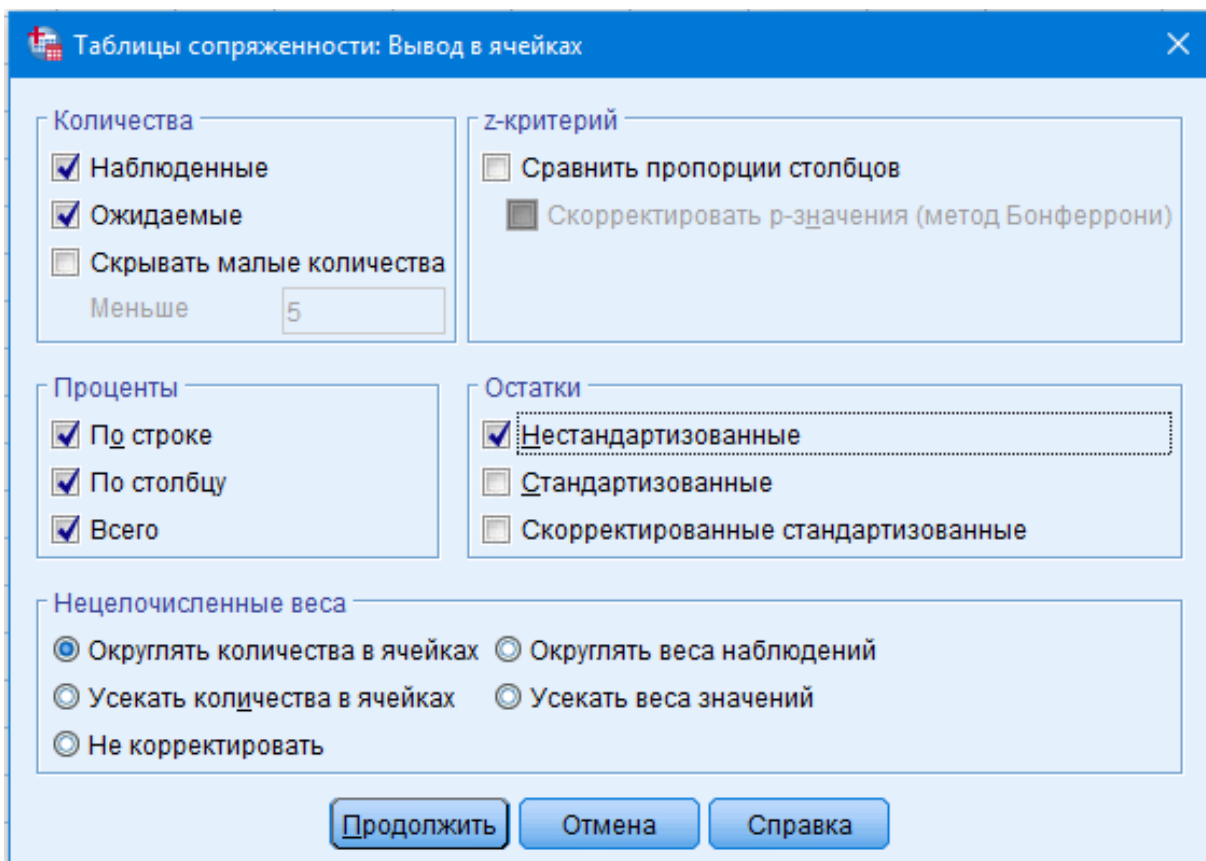 Таблицы сопряженности: Вывод в ячейках
Количества
Наблюденные
Ожидаемые
Скрывать малые количества
Меньше 5
z-критерий
Сравнить пропорции столбцов
Скорректировать p-значения (метод Бонферрони)
Проценты
По строке
По столбцу
Всего
Остатки
Нестандартизованные
Стандартизованные
Скорректированные стандартизованные
Нецелочисленные веса
Округлять количества в ячейках Округлять веса наблюдений
Усекать количества в ячейках Усекать веса значений
Не корректировать
Продолжить Отмена Справка